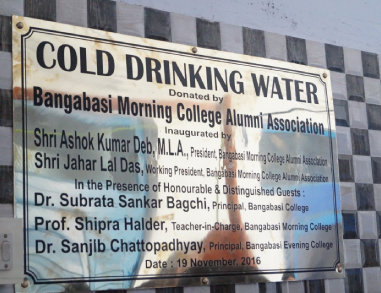 COLD DRINKING WATER
Donated by
Bangabasi Morning College Alumni Association
Inaugurated by
Shri Ashok Kumar Deb, M.L.A., President, Bangabasi Morning College Alumni Association
Shri Jahar Lal Das, Working President, Bangabasi Morning College Alumni Association
In the Presence of Honourable & Distinguished Guests :
Dr. Subrata Sankar Bagchi, Principal, Bangabasi College
Prof. Shipra Halder, Teacher-in-Charge, Bangabasi Morning College
Dr. Sanjib Chattopadhyay, Principal, Bangabasi Evening College
Date : 19 November, 2016